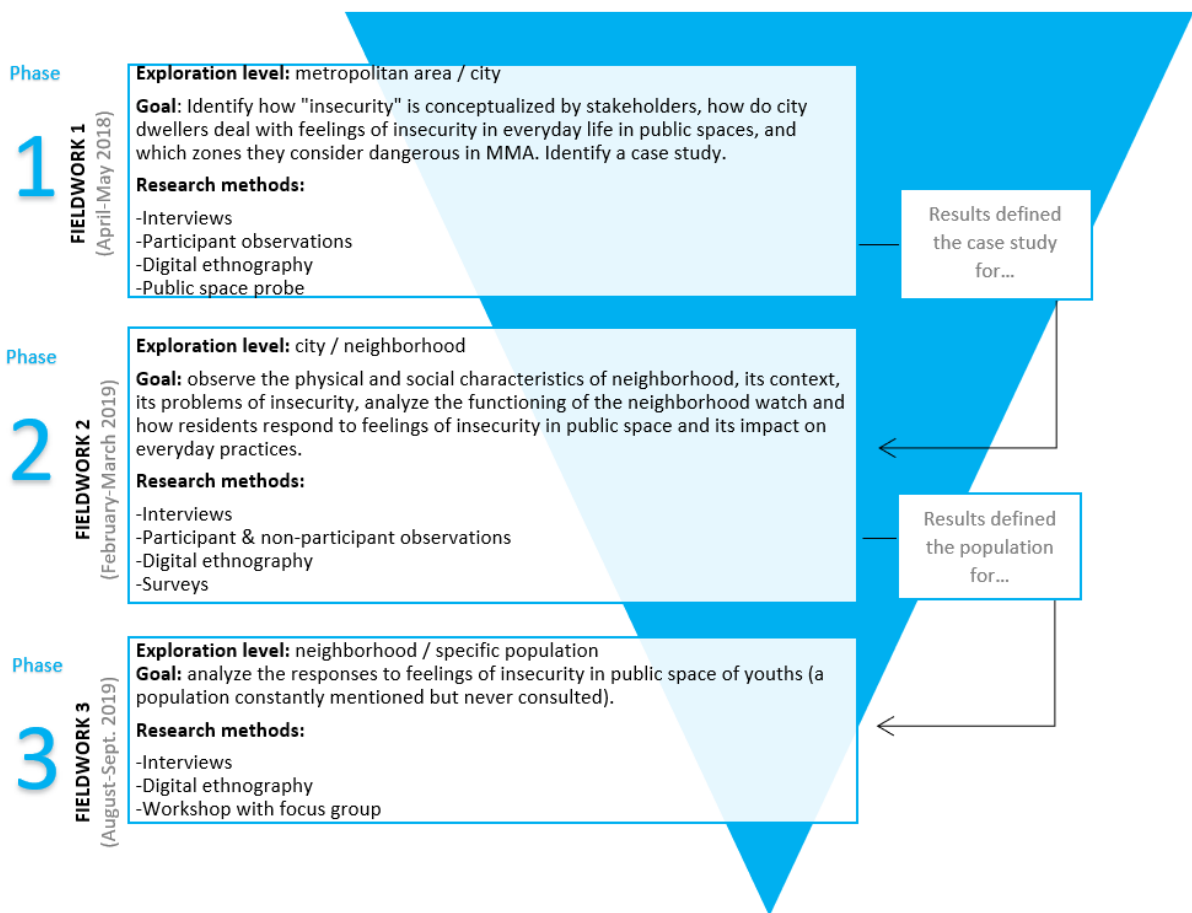 Phase
1
FIELDWORK 1
(April-May 2018)
Exploration level: metropolitan area / city
Goal: Identify how "insecurity" is conceptualized by stakeholders, how do city
dwellers deal with feelings of insecurity in everyday life in public spaces, and
which zones they consider dangerous in MMA. Identify a case study.
Research methods:
-Interviews
-Participant observations
-Digital ethnography
-Public space probe
Results defined
the case study
for...
Phase
2
FIELDWORK 2
(February-March 2019)
Exploration level: city / neighborhood
Goal: observe the physical and social characteristics of neighborhood, its context,
its problems of insecurity, analyze the functioning of the neighborhood watch and
how residents respond to feelings of insecurity in public space and its impact on
everyday practices.
Research methods:
-Interviews
-Participant & non-participant observations
-Digital ethnography
-Surveys
Results defined
the population
for...
Phase
3
FIELDWORK 3
(August-Sept. 2019)
Exploration level: neighborhood / specific population
Goal: analyze the responses to feelings of insecurity in public space of youths (a
population constantly mentioned but never consulted).
Research methods:
-Interviews
-Digital ethnography
-Workshop with focus group